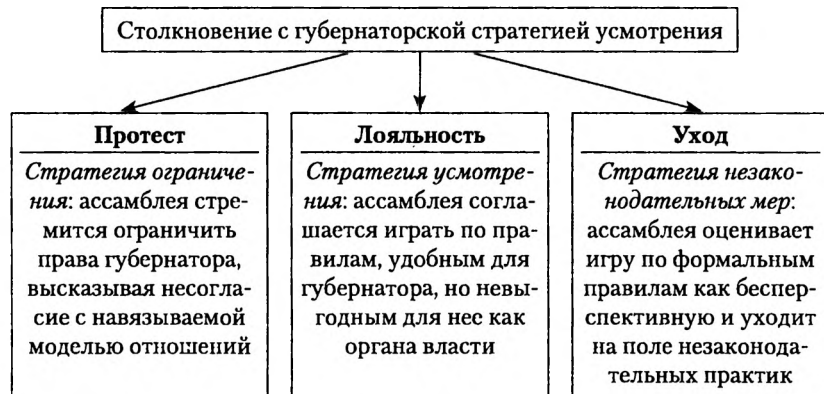 Столкновение с губернаторской стратегией усмотрения
Протест
Стратегия ограниче-
ния: ассамблея стре-
мится ограничить
права губернатора,
высказывая несогла-
сие с навязываемой
моделью отношений
Лояльность
Стратегия усмотре-
ния: ассамблея согла-
шается играть по пра-
вилам, удобным для
губернатора, но невы-
годным для нее как
органа власти
Уход
Стратегия незако-
нодательных мер:
ассамблея оценивает
игру по формальным
правилам как беспер-
спективную и уходит
на поле незаконода-
тельных практик